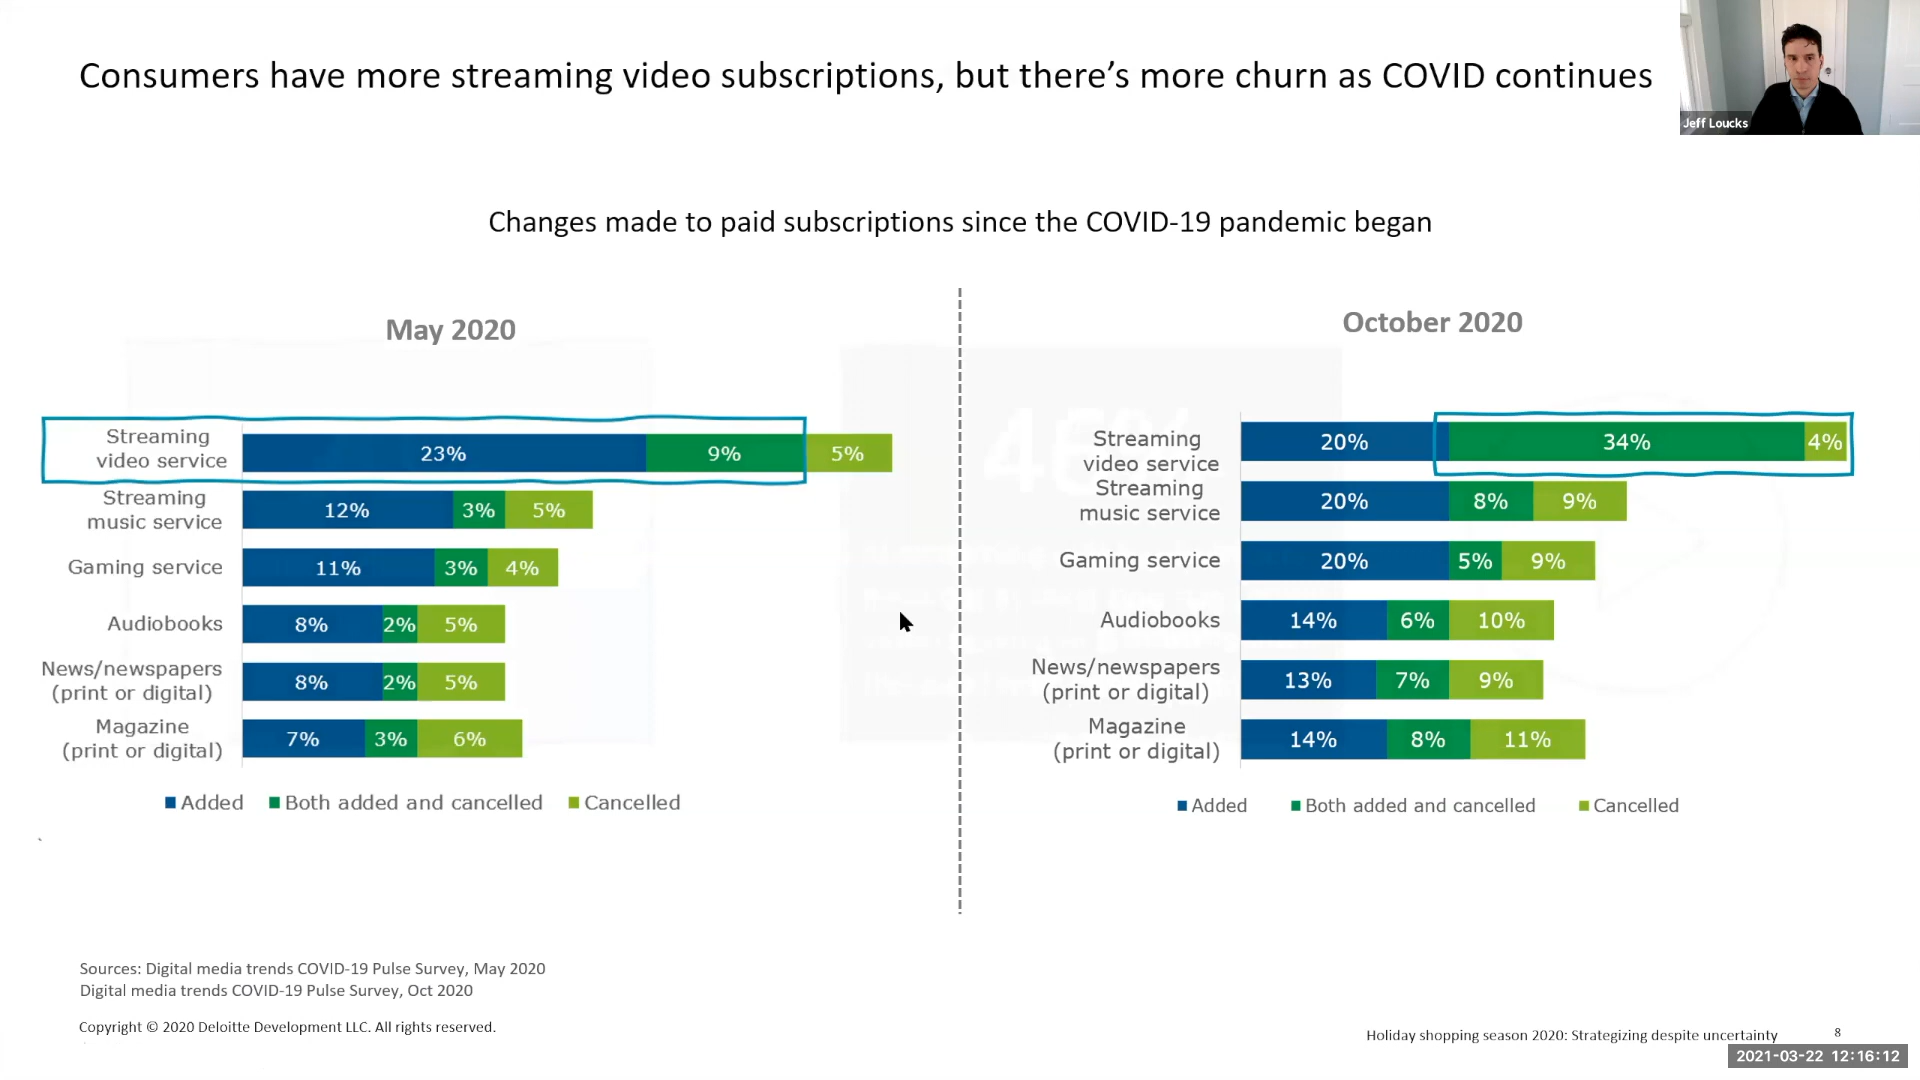 Consumers have more streaming video subscriptions, but there's more churn as COVID continues
Jeff Loucks
Changes made to paid subscriptions since the COVID-19 pandemic began
May 2020
Streaming
video service
23%
9%
5%
Streaming
music service
12%
3%
5%
Gaming service
11%
3%
4%
Audiobooks
8%
2%
5%
News/newspapers
(print or digital)
8%
2%
5%
Magazine
(print or digital)
7%
3%
6%
Added
Both added and cancelled
Cancelled
October 2020
Streaming
video service
20%
34%
4%
Streaming
music service
20%
8%
9%
Gaming service
20%
5%
9%
Audiobooks
14%
6%
10%
News/newspapers
(print or digital)
13%
7%
9%
Magazine
(print or digital)
14%
8%
11%
Added
Both added and cancelled
Cancelled
Sources: Digital media trends COVID-19 Pulse Survey, May 2020
Digital media trends COVID-19 Pulse Survey, Oct 2020
Copyright © 2020 Deloitte Development LLC. All rights reserved.
Holiday shopping season 2020: Strategizing despite uncertainty
8
2021-03-22 12:16:12